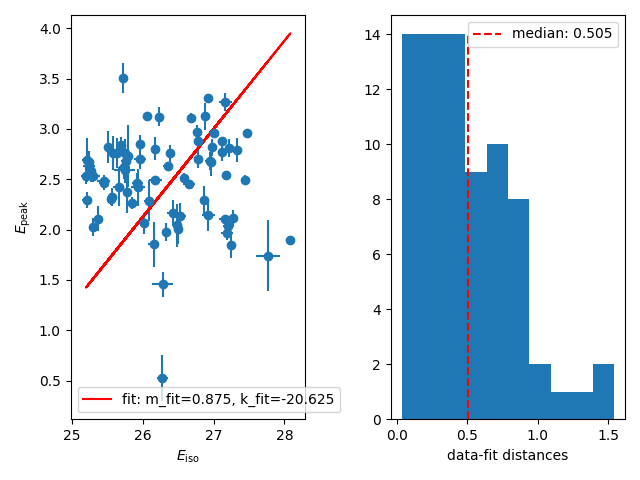 4.0
3.5
3.0
2.5
2.0
1.5
1.0
0.5
E_peak
fit: m_fit=0.875, k_fit=-20.625
25 26 27 28
E_iso
14
12
10
8
6
4
2
0
median: 0.505
0.0 0.5 1.0 1.5
data-fit distances